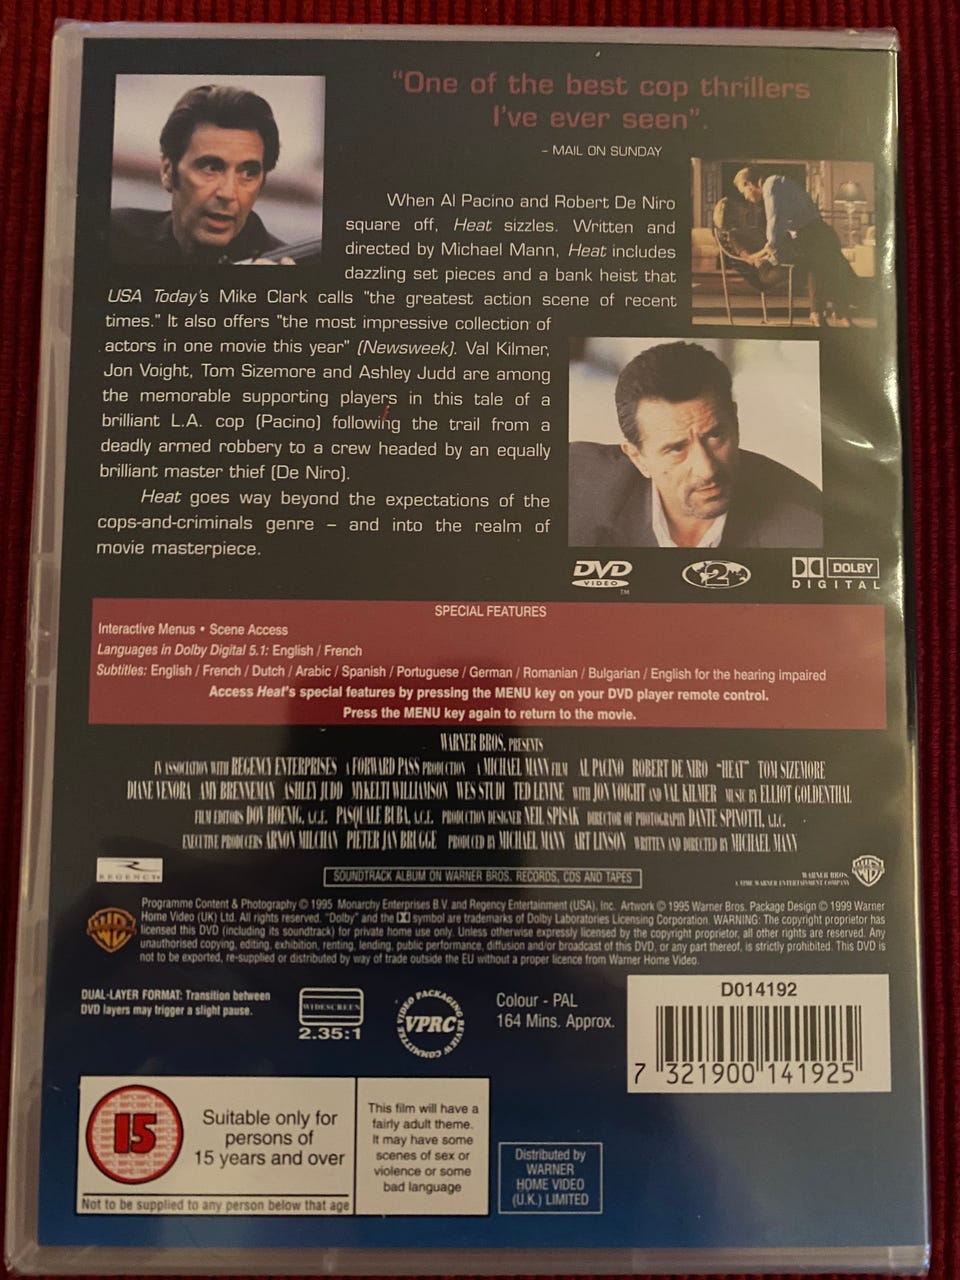 “One of the best cop thrillers
I've ever seen”.
– MAIL ON SUNDAY
When Al Pacino and Robert De Niro
square off, Heat sizzles. Written and
directed by Michael Mann, Heat includes
dazzling set pieces and a bank heist that
USA Today's Mike Clark calls "the greatest action scene of recent
times." It also offers "the most impressive collection of
actors in one movie this year" (Newsweek). Val Kilmer,
Jon Voight, Tom Sizemore and Ashley Judd are among
the memorable supporting players in this tale of a
brilliant L.A. cop (Pacino) following the trail from a
deadly armed robbery to a crew headed by an equally
brilliant master thief (De Niro).
Heat goes way beyond the expectations of the
cops-and-criminals genre – and into the realm of
movie masterpiece.
DVD
VIDEO
TM
2
DOLBY
DIGITAL
SPECIAL FEATURES
Interactive Menus • Scene Access
Languages in Dolby Digital 5.1: English / French
Subtitles: English / French / Dutch / Arabic / Spanish / Portuguese / German / Romanian / Bulgarian / English for the hearing impaired
Access Heat's special features by pressing the MENU key on your DVD player remote control.
Press the MENU key again to return to the movie.
WARNER BROS. PRESENTS
IN ASSOCIATION WITH REGENCY ENTERPRISES A FORWARD PASS PRODUCTION A MICHAEL MANN FILM AL PACINO ROBERT DE NIRO “HEAT” TOM SIZEMORE
DIANE VENORA AMY BRENNEMAN ASHLEY JUDD MYKELTI WILLIAMSON WES STUDI TED LEVINE WITH JON VOIGHT AND VAL KILMER MUSIC BY ELLIOT GOLDENTHAL
FILM EDITORS DOV HOENIG, A.C.E. PASQUALE BUBA, A.C.E. PRODUCTION DESIGNER NEIL SPISAK DIRECTOR OF PHOTOGRAPHY DANTE SPINOTTI, A.I.C.
EXECUTIVE PRODUCERS ARNON MILCHAN PIETER JAN BRUGGE PRODUCED BY MICHAEL MANN ART LINSON WRITTEN AND DIRECTED BY MICHAEL MANN
R
REGENCY
SOUNDTRACK ALBUM ON WARNER BROS. RECORDS, CDS AND TAPES
WARNER BROS.
A TIME WARNER ENTERTAINMENT COMPANY
WB
WB
Programme Content & Photography © 1995 Monarchy Enterprises B.V. and Regency Entertainment (USA), Inc. Artwork © 1995 Warner Bros. Package Design © 1999 Warner
Home Video (UK) Ltd. All rights reserved. “Dolby” and the symbol are trademarks of Dolby Laboratories Licensing Corporation. WARNING: The copyright proprietor has
licensed this DVD (including its soundtrack) for private home use only. Unless otherwise expressly licensed by the copyright proprietor, all other rights are reserved. Any
unauthorised copying, editing, exhibition, renting, lending, public performance, diffusion and/or broadcast of this DVD, or any part thereof, is strictly prohibited. This DVD is
not to be exported, re-supplied or distributed by way of trade outside the EU without a proper licence from Warner Home Video.
DUAL-LAYER FORMAT: Transition between
DVD layers may trigger a slight pause.
WIDESCREEN
2.35:1
VIDEO PACKAGING REVIEW COMMITTEE
VPRC
Colour - PAL
164 Mins. Approx.
D014192
7 321900 141925
15
Suitable only for
persons of
15 years and over
Not to be supplied to any person below that age
This film will have a
fairly adult theme.
It may have some
scenes of sex or
violence or some
bad language
Distributed by
WARNER
HOME VIDEO
(U.K.) LIMITED